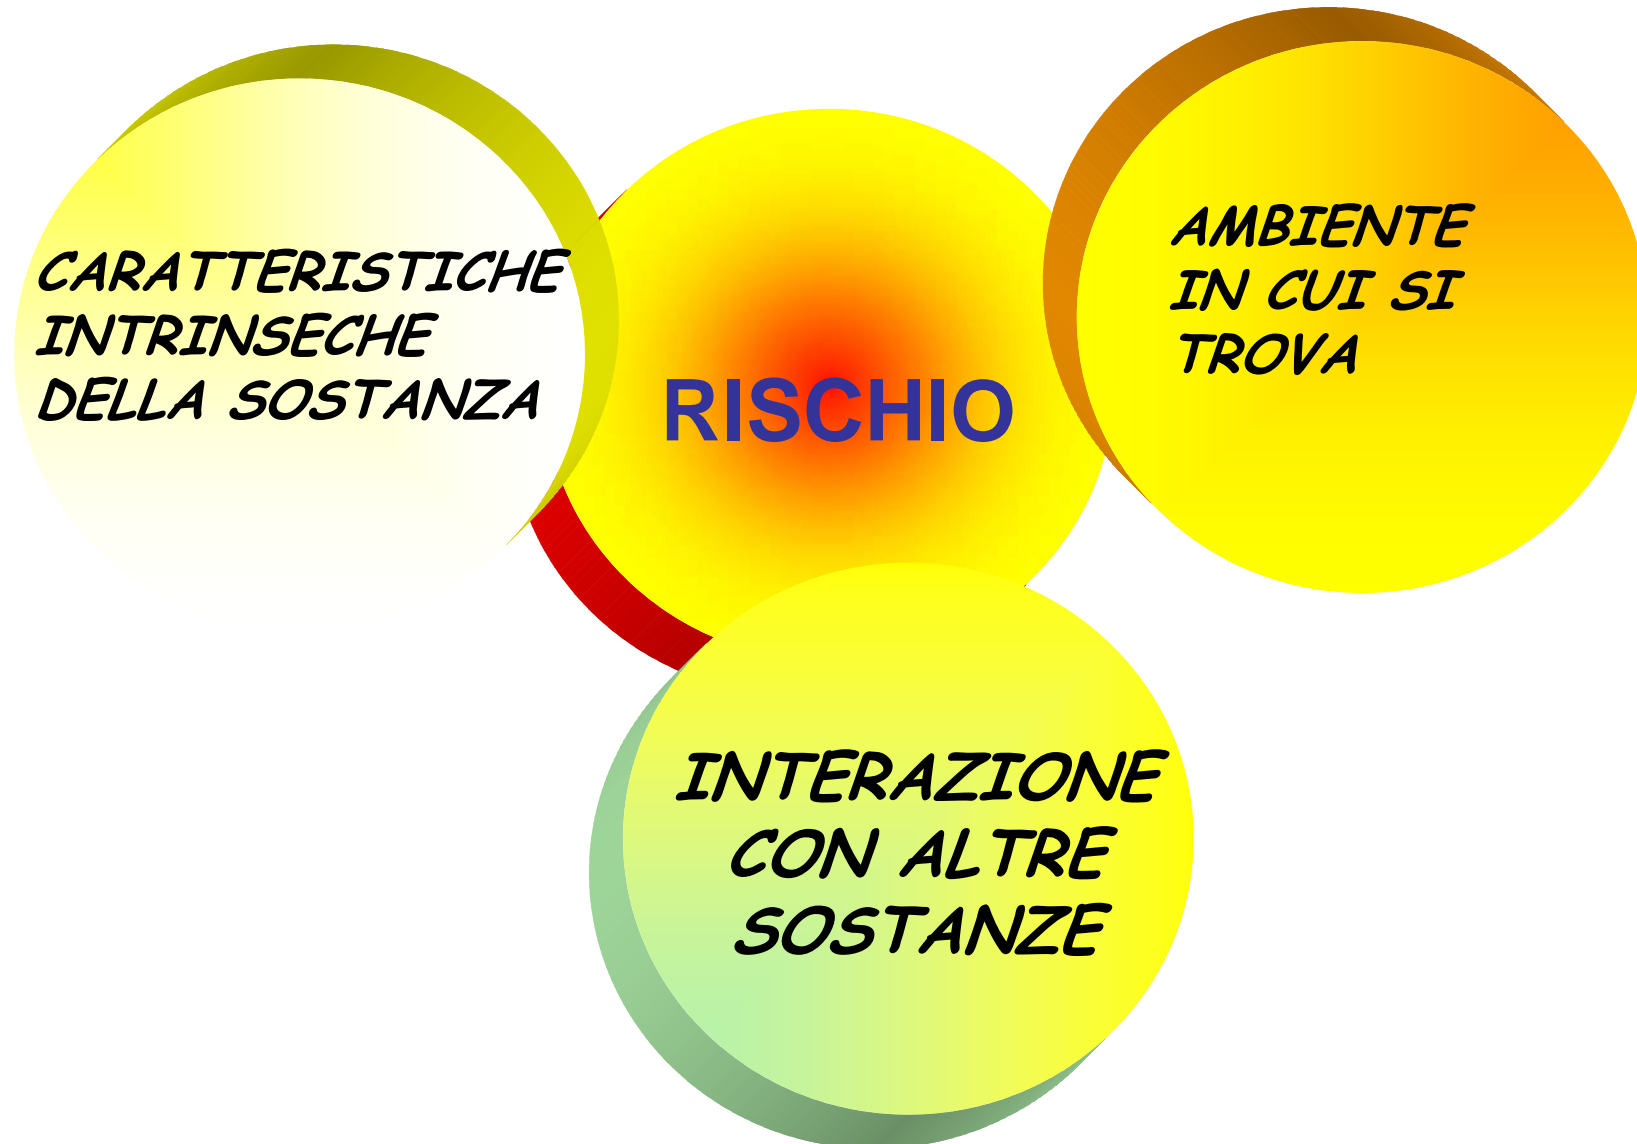 CARATTERISTICHE
INTRINSECHE
DELLA SOSTANZA
RISCHIO
AMBIENTE
IN CUI SI
TROVA
INTERAZIONE
CON ALTRE
SOSTANZE